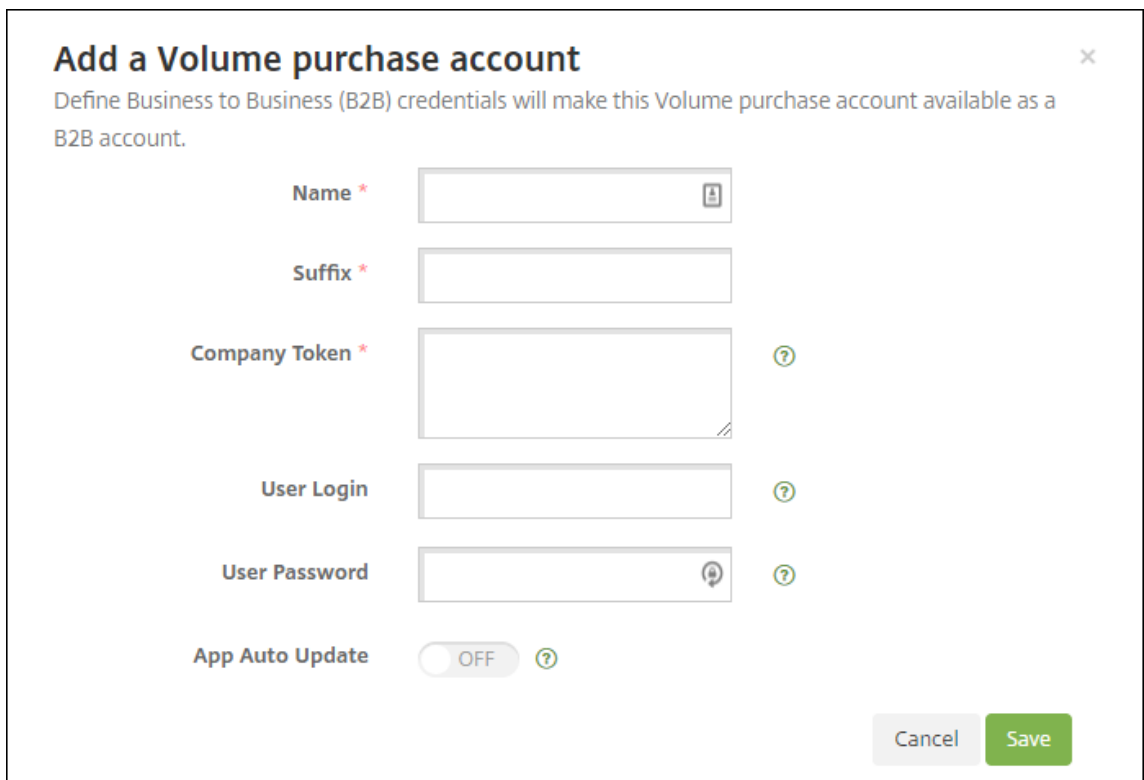 Add a Volume purchase account
Define Business to Business (B2B) credentials will make this Volume purchase account available as a
B2B account.
Name *
Suffix *
Company Token *
User Login
User Password
App Auto Update OFF
Cancel Save